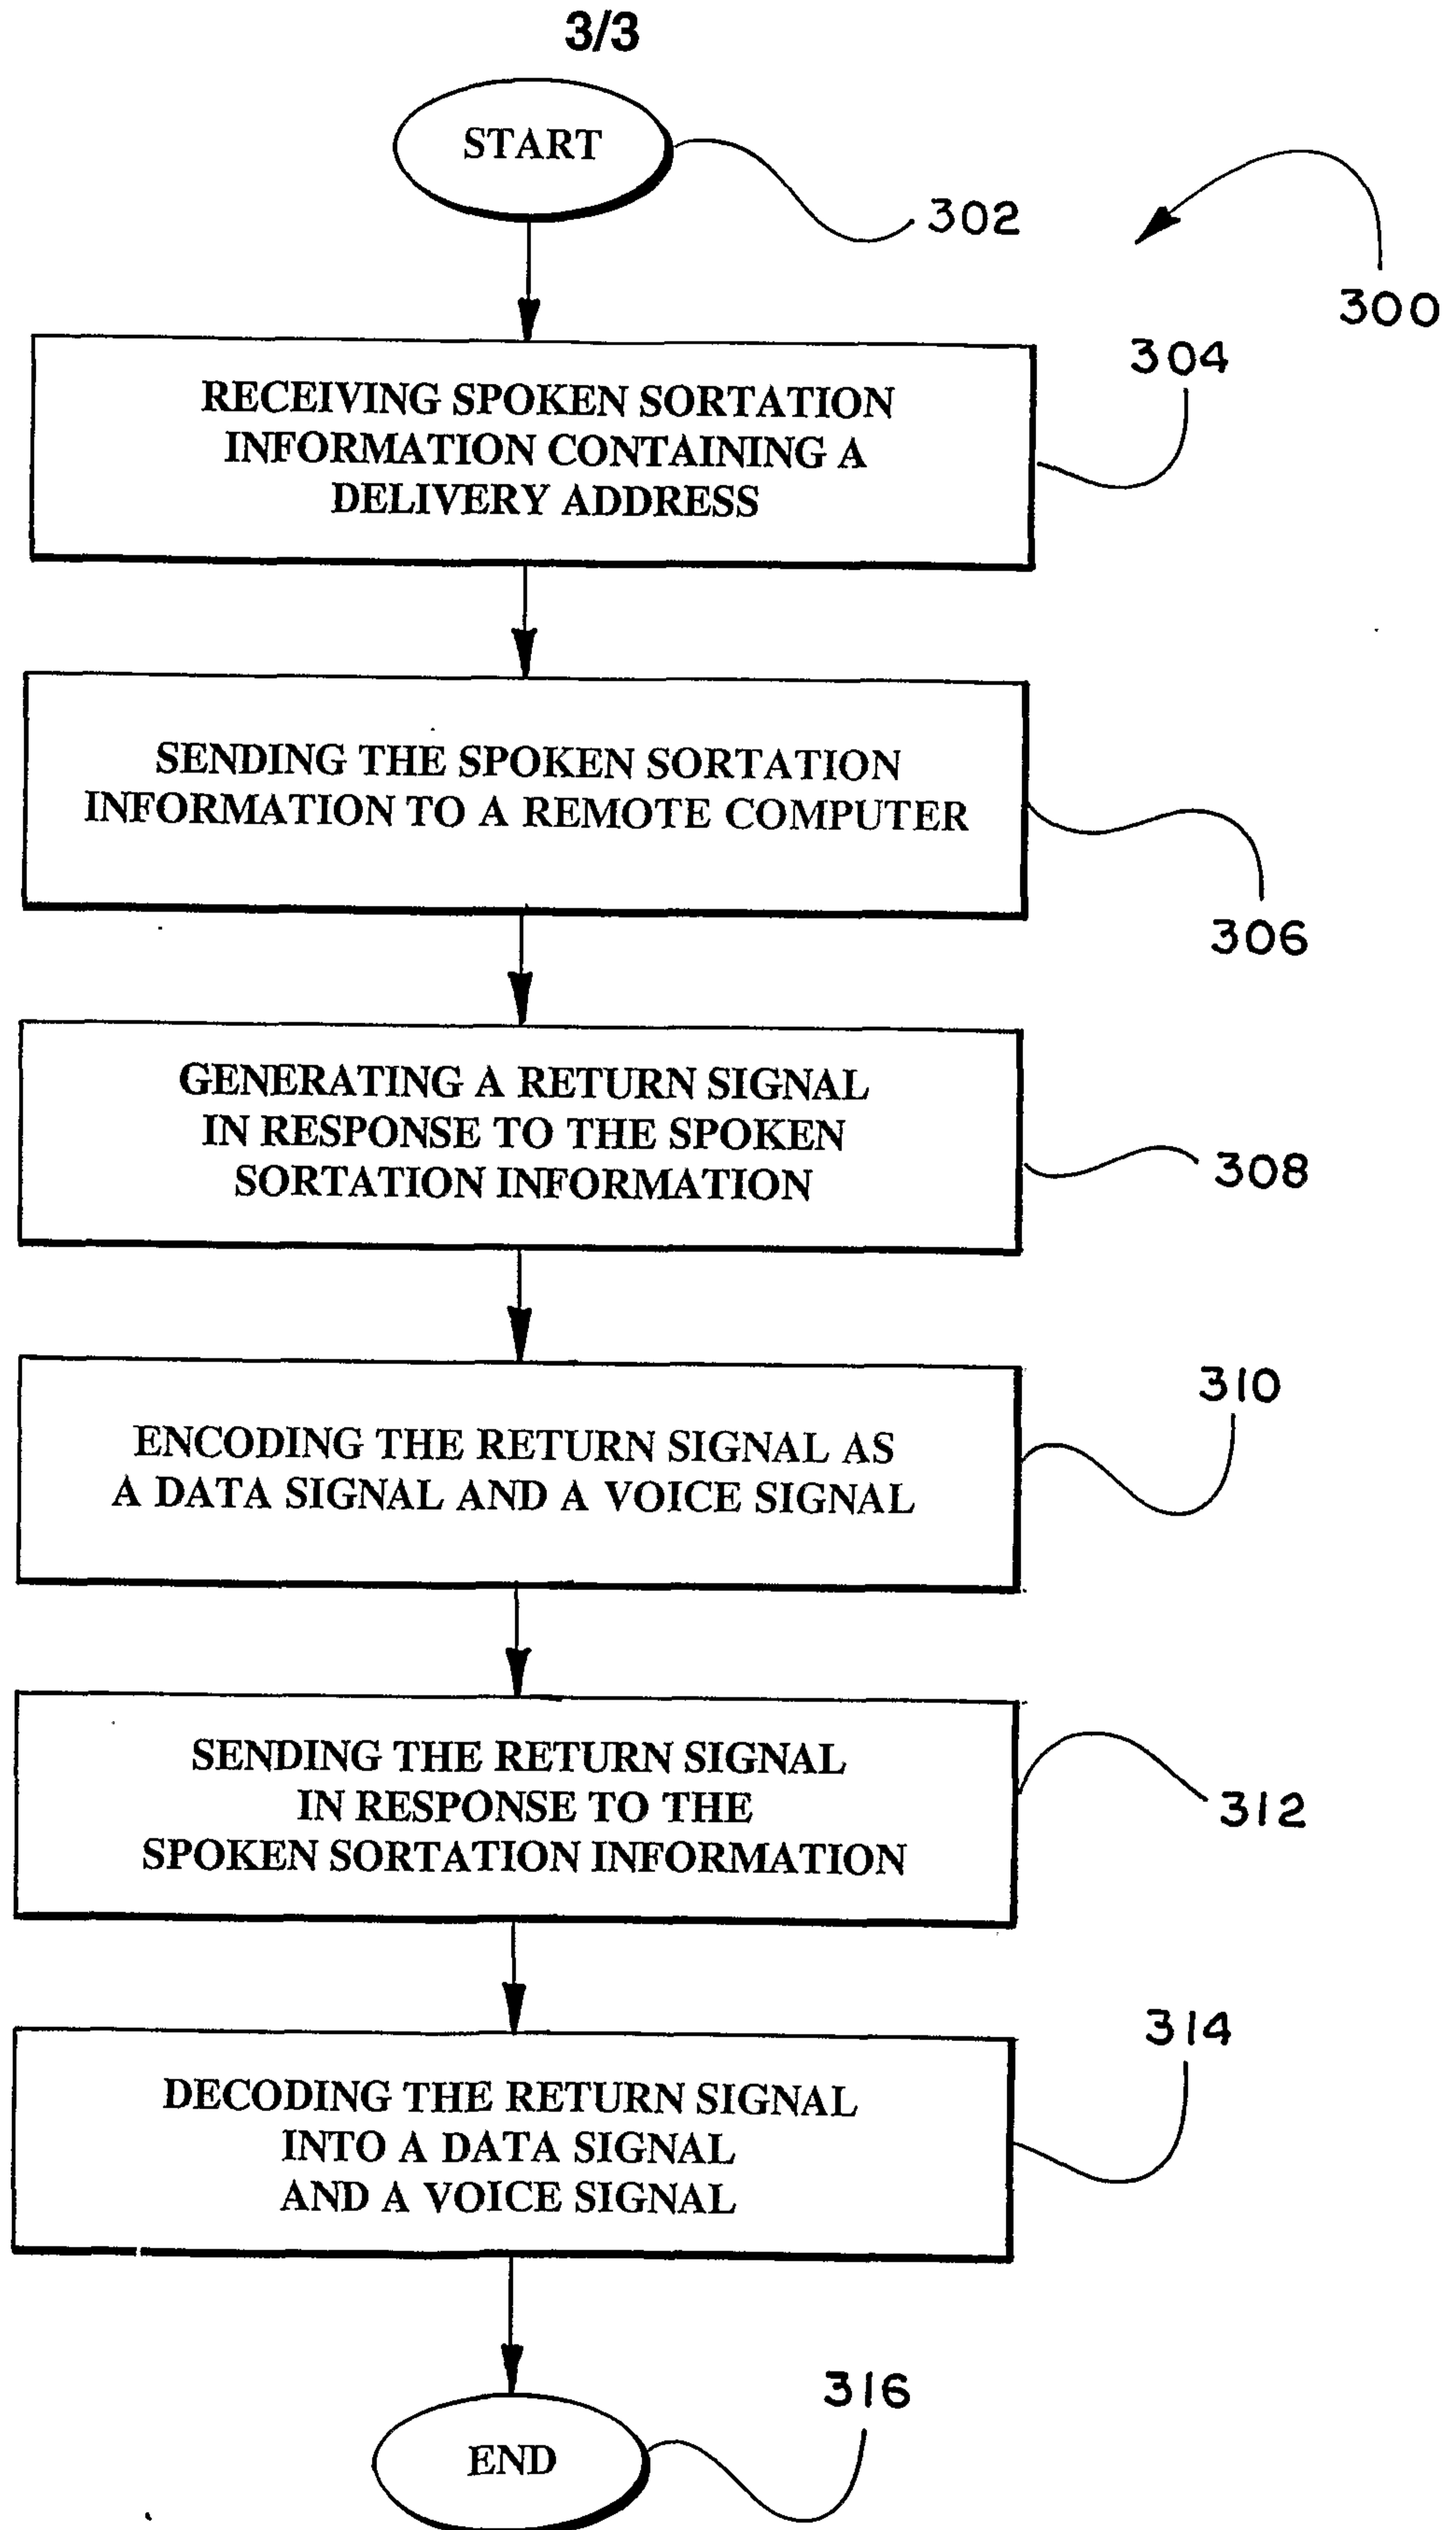 3/3
START
302
300
304
RECEIVING SPOKEN SORTATION
INFORMATION CONTAINING A
DELIVERY ADDRESS
SENDING THE SPOKEN SORTATION
INFORMATION TO A REMOTE COMPUTER
306
GENERATING A RETURN SIGNAL
IN RESPONSE TO THE SPOKEN
SORTATION INFORMATION
308
310
ENCODING THE RETURN SIGNAL AS
A DATA SIGNAL AND A VOICE SIGNAL
SENDING THE RETURN SIGNAL
IN RESPONSE TO THE
SPOKEN SORTATION INFORMATION
312
314
DECODING THE RETURN SIGNAL
INTO A DATA SIGNAL
AND A VOICE SIGNAL
316
END